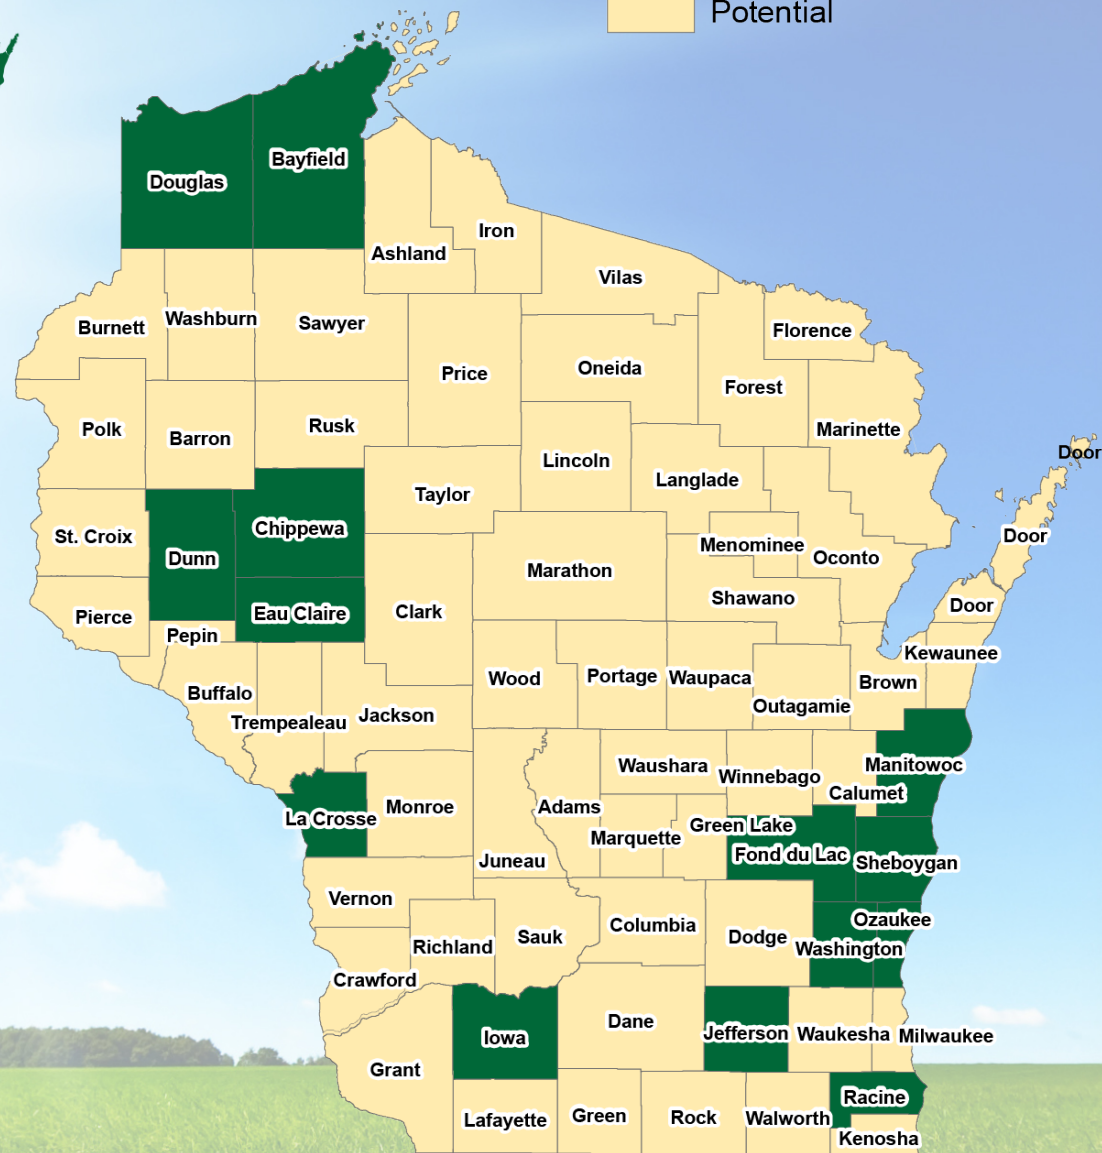 Potential
Bayfield
Douglas
Iron
Ashland
Vilas
Burnett
Washburn
Sawyer
Florence
Price
Oneida
Forest
Polk
Barron
Rusk
Marinette
Door
Lincoln
Langlade
Taylor
St. Croix
Chippewa
Dunn
Door
Menominee
Oconto
Marathon
Shawano
Door
Pierce
Eau Claire
Clark
Pepin
Kewaunee
Wood
Portage
Waupaca
Brown
Buffalo
Outagamie
Trempealeau
Jackson
Waushara
Winnebago
Manitowoc
Calumet
La Crosse
Monroe
Adams
Marquette
Green Lake
Fond du Lac
Sheboygan
Juneau
Vernon
Columbia
Ozaukee
Richland
Sauk
Dodge
Washington
Crawford
Iowa
Dane
Jefferson
Waukesha
Milwaukee
Grant
Racine
Lafayette
Green
Rock
Walworth
Kenosha